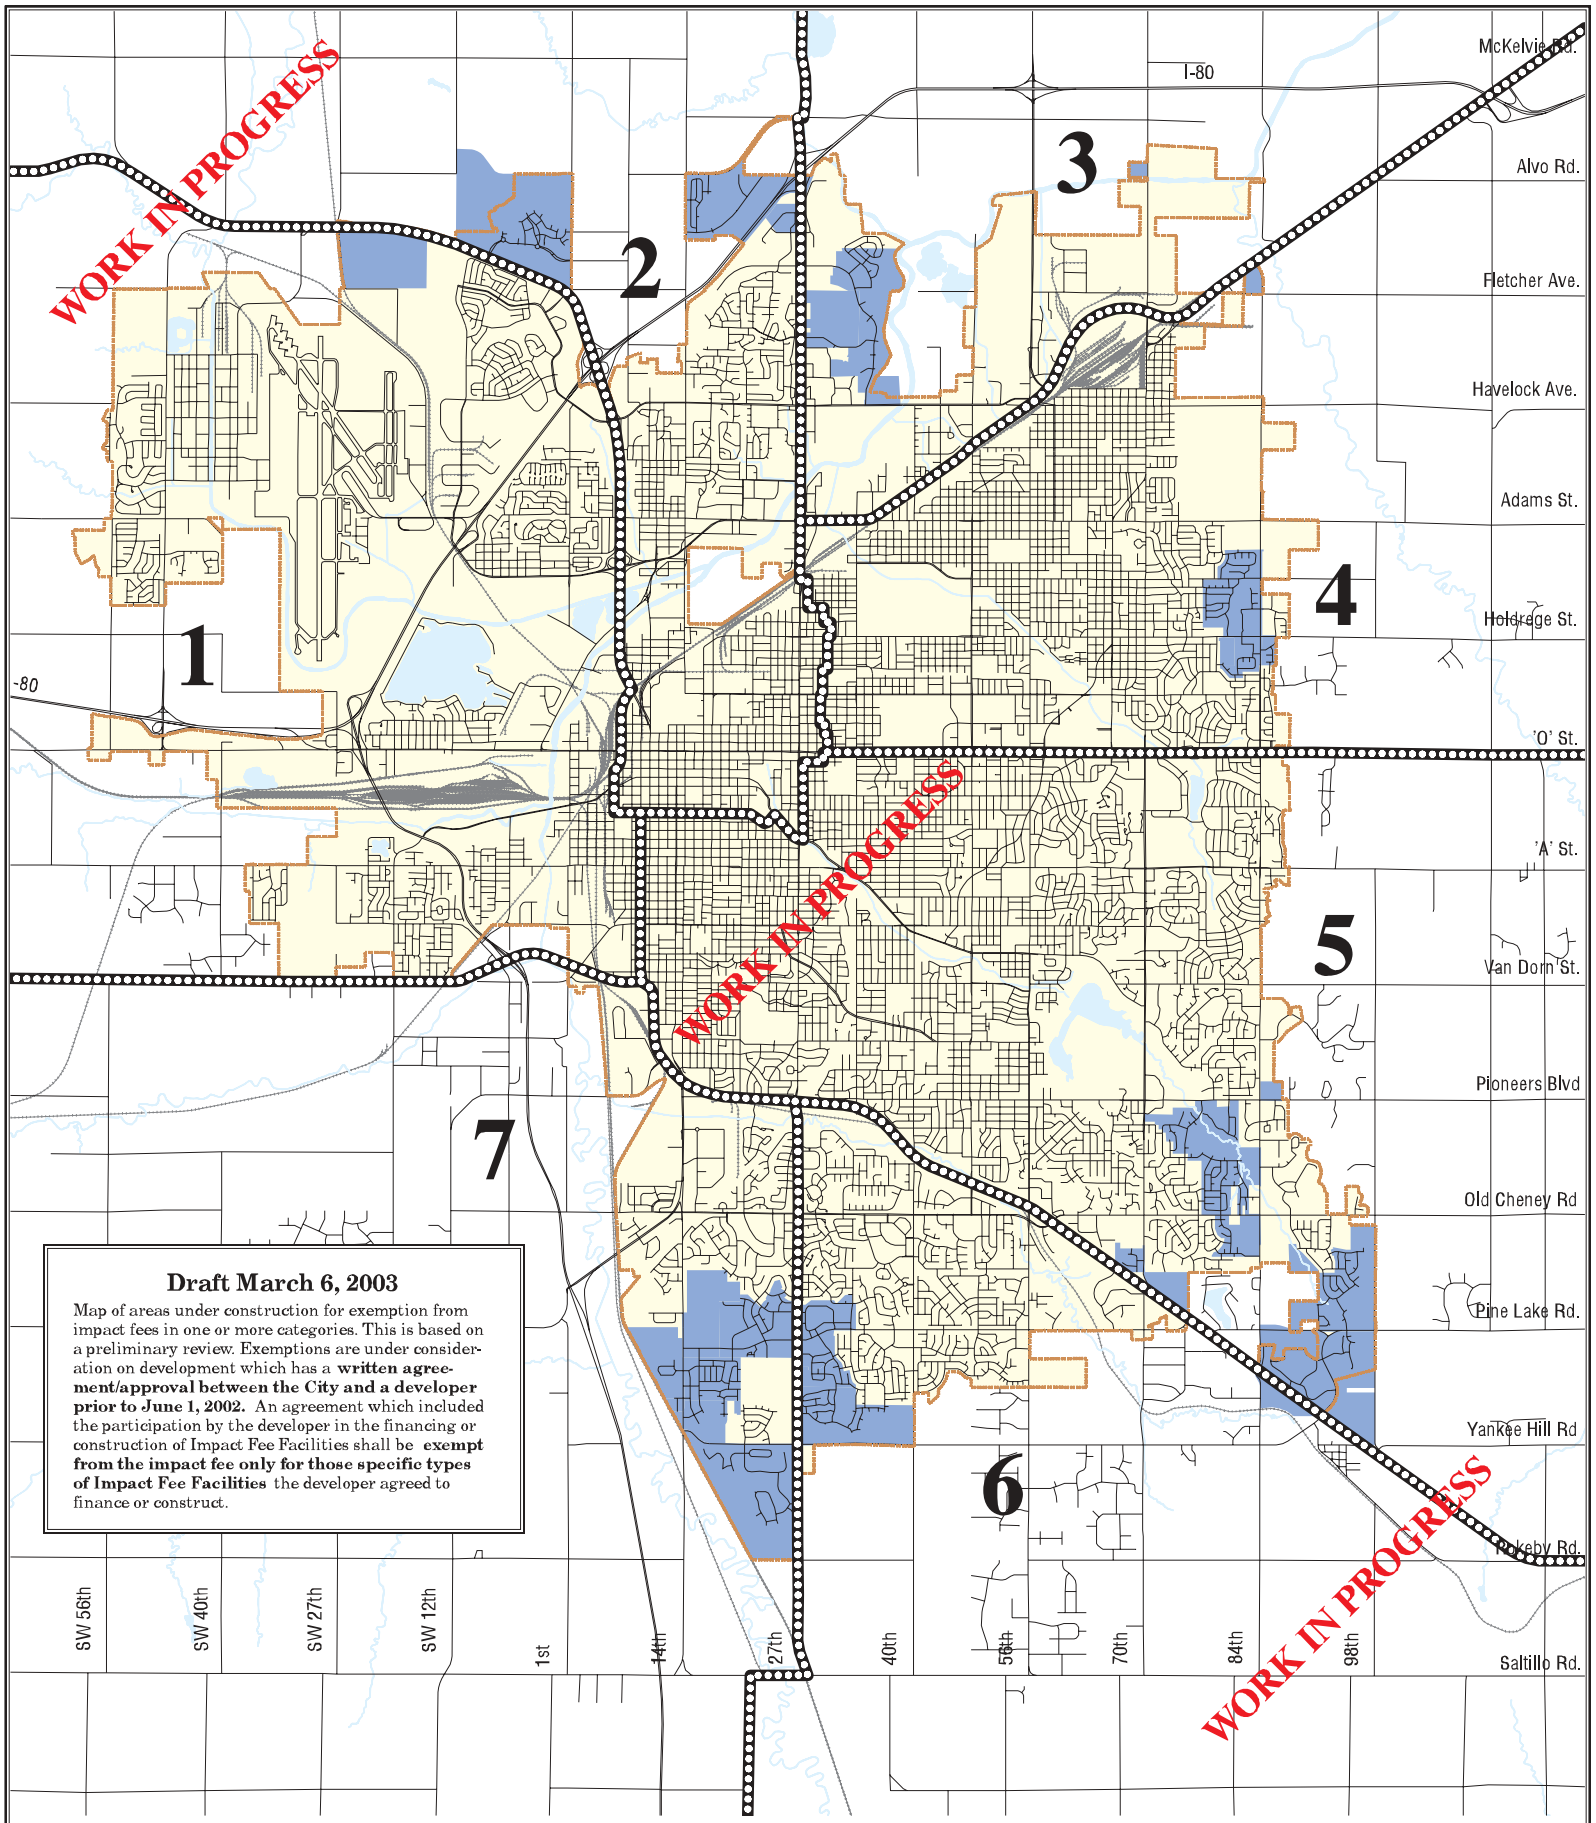 McKelvie Rd.
I-80
WORK IN PROGRESS
3
Alvo Rd.
2
Fletcher Ave.
Havelock Ave.
Adams St.
4
Holdrege St.
1
-80
'O' St.
WORK IN PROGRESS
'A' St.
5
Van Dorn St.
Pioneers Blvd
7
Old Cheney Rd
Draft March 6, 2003
Map of areas under construction for exemption from
impact fees in one or more categories. This is based on
a preliminary review. Exemptions are under consider-
ation on development which has a written agree-
ment/approval between the City and a developer
prior to June 1, 2002. An agreement which included
the participation by the developer in the financing or
construction of Impact Fee Facilities shall be exempt
from the impact fee only for those specific types
of Impact Fee Facilities the developer agreed to
finance or construct.
Pine Lake Rd.
Yankee Hill Rd
6
WORK IN PROGRESS
Rokeby Rd.
SW 56th
SW 40th
SW 27th
SW 12th
1st
14th
27th
40th
56th
70th
84th
98th
Saltillo Rd.